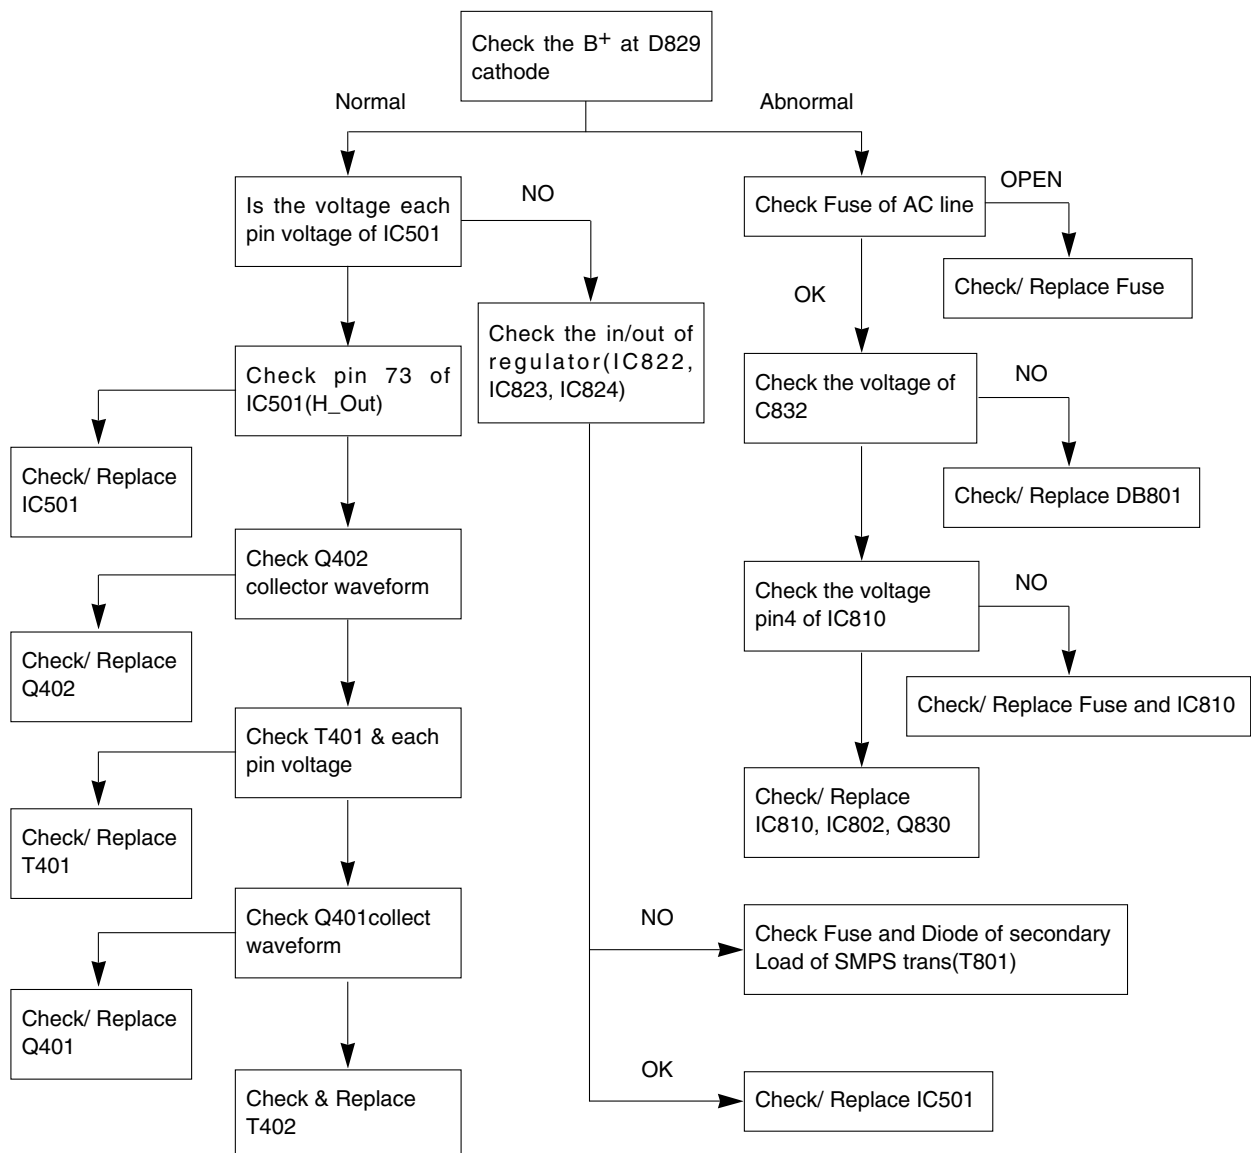 Check the B+ at D829
cathode
Normal
Abnormal
Is the voltage each
pin voltage of IC501
NO
Check Fuse of AC line
OPEN
Check/ Replace Fuse
OK
Check the in/out of
regulator(IC822,
IC823, IC824)
Check pin 73 of
IC501(H_Out)
Check the voltage of
C832
NO
Check/ Replace
IC501
Check/ Replace DB801
Check Q402
collector waveform
Check the voltage
pin4 of IC810
NO
Check/ Replace
Q402
Check/ Replace Fuse and IC810
Check T401 & each
pin voltage
Check/ Replace
IC810, IC802, Q830
Check/ Replace
T401
Check Q401collect
waveform
NO
Check Fuse and Diode of secondary
Load of SMPS trans(T801)
Check/ Replace
Q401
OK
Check/ Replace IC501
Check & Replace
T402